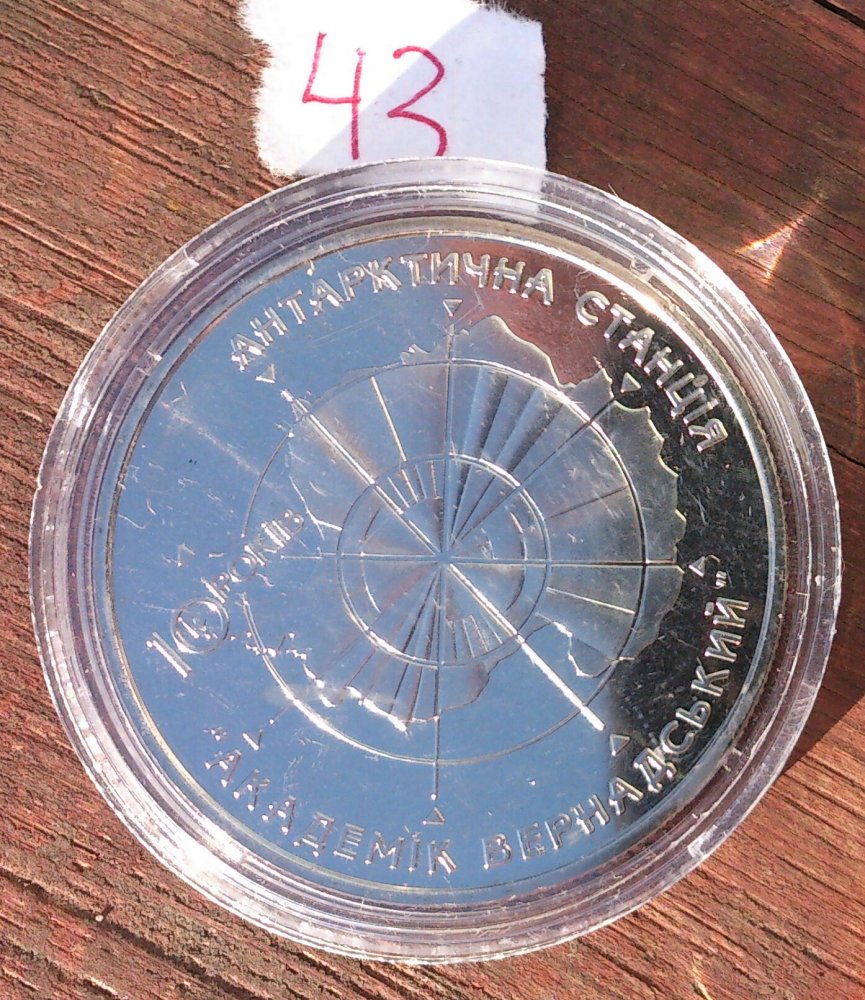 43
АНТАРКТИЧНА СТАНЦІЯ
10 РОКІВ
"АКАДЕМІК ВЕРНАДСЬКИЙ"